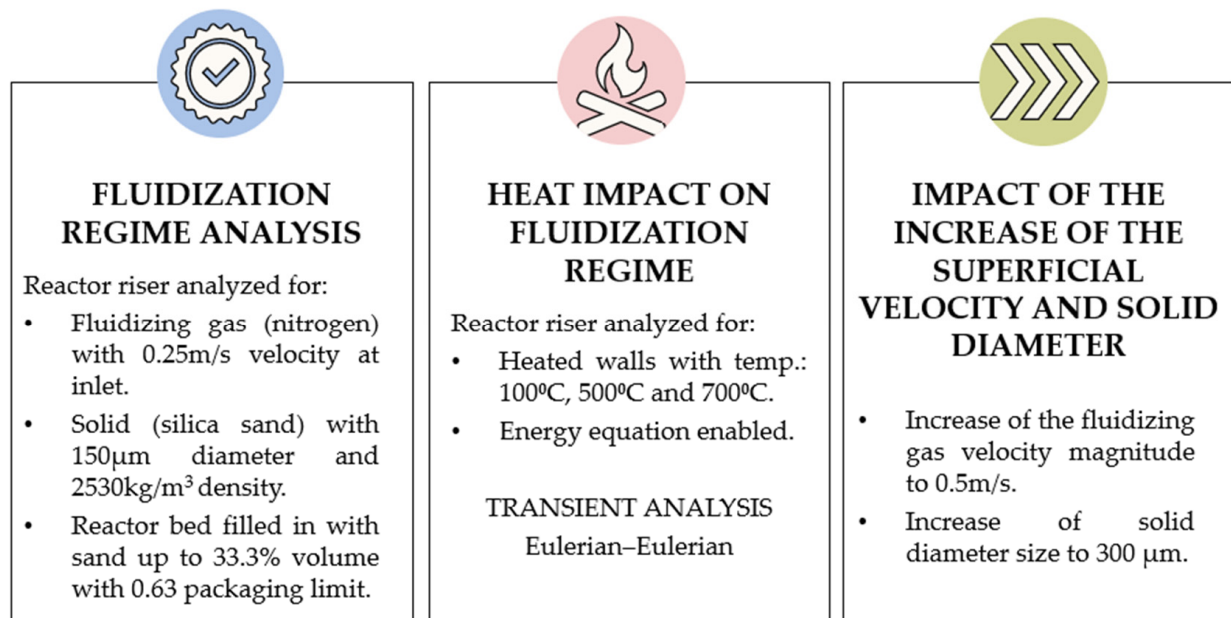 FLUIDIZATION
REGIME ANALYSIS
Reactor riser analyzed for:
• Fluidizing gas (nitrogen)
with 0.25m/s velocity at
inlet.
• Solid (silica sand) with
150µm diameter and
2530kg/m³ density.
• Reactor bed filled in with
sand up to 33.3% volume
with 0.63 packaging limit.
HEAT IMPACT ON
FLUIDIZATION
REGIME
Reactor riser analyzed for:
• Heated walls with temp.:
100⁰C, 500⁰C and 700⁰C.
• Energy equation enabled.
TRANSIENT ANALYSIS
Eulerian–Eulerian
IMPACT OF THE
INCREASE OF THE
SUPERFICIAL
VELOCITY AND SOLID
DIAMETER
• Increase of the fluidizing
gas velocity magnitude
to 0.5m/s.
• Increase of solid
diameter size to 300 µm.